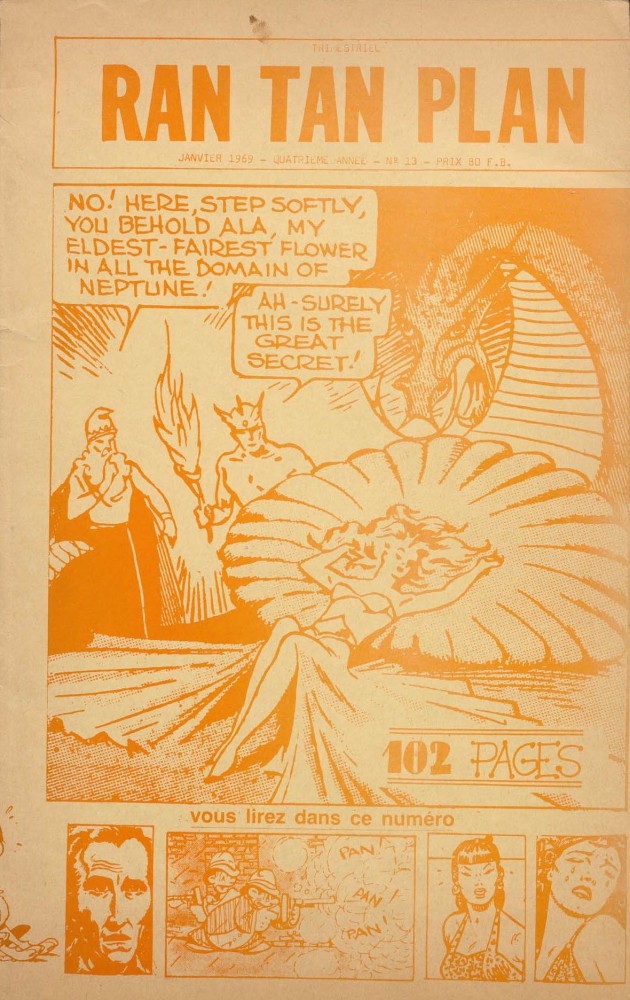 TRIMESTRIEL
RAN TAN PLAN
JANVIER 1969 - QUATRIEME ANNEE - N° 13 - PRIX 80 F.B.
NO! HERE, STEP SOFTLY,
YOU BEHOLD ALA, MY
ELDEST-FAIREST FLOWER
IN ALL THE DOMAIN OF
NEPTUNE!
AH-SURELY
THIS IS THE
GREAT
SECRET!
102 PAGES
vous lirez dans ce numéro
PAN!
PAN!
PAN!